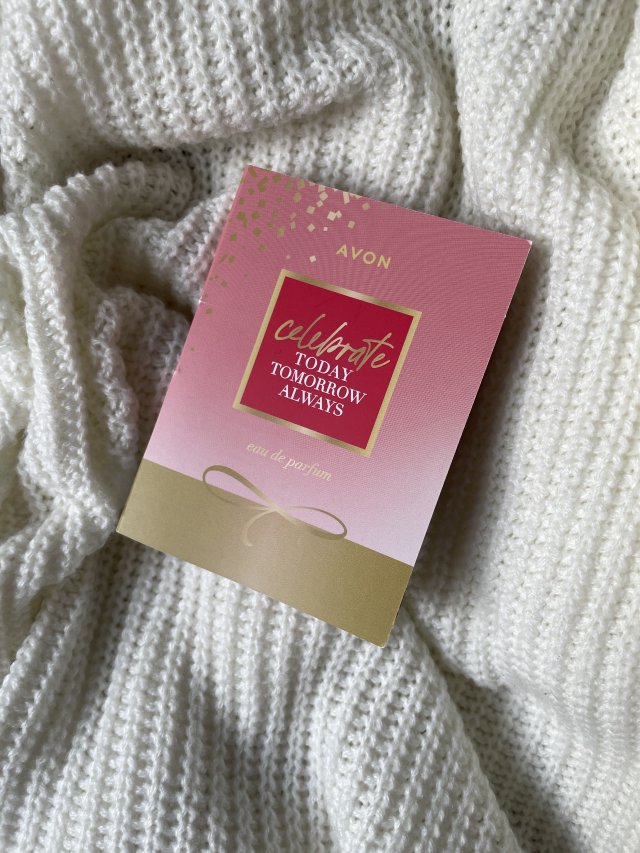 AVON
celebrate
TODAY
TOMORROW
ALWAYS
eau de parfum